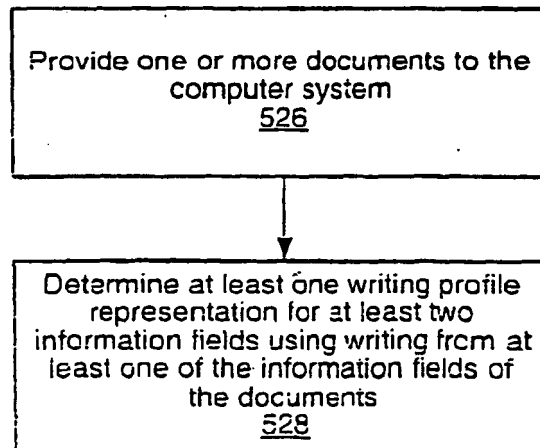 Provide one or more documents to the
computer system
526
Determine at least one writing profile
representation for at least two
information fields using writing from at
least one of the information fields of
the documents
528